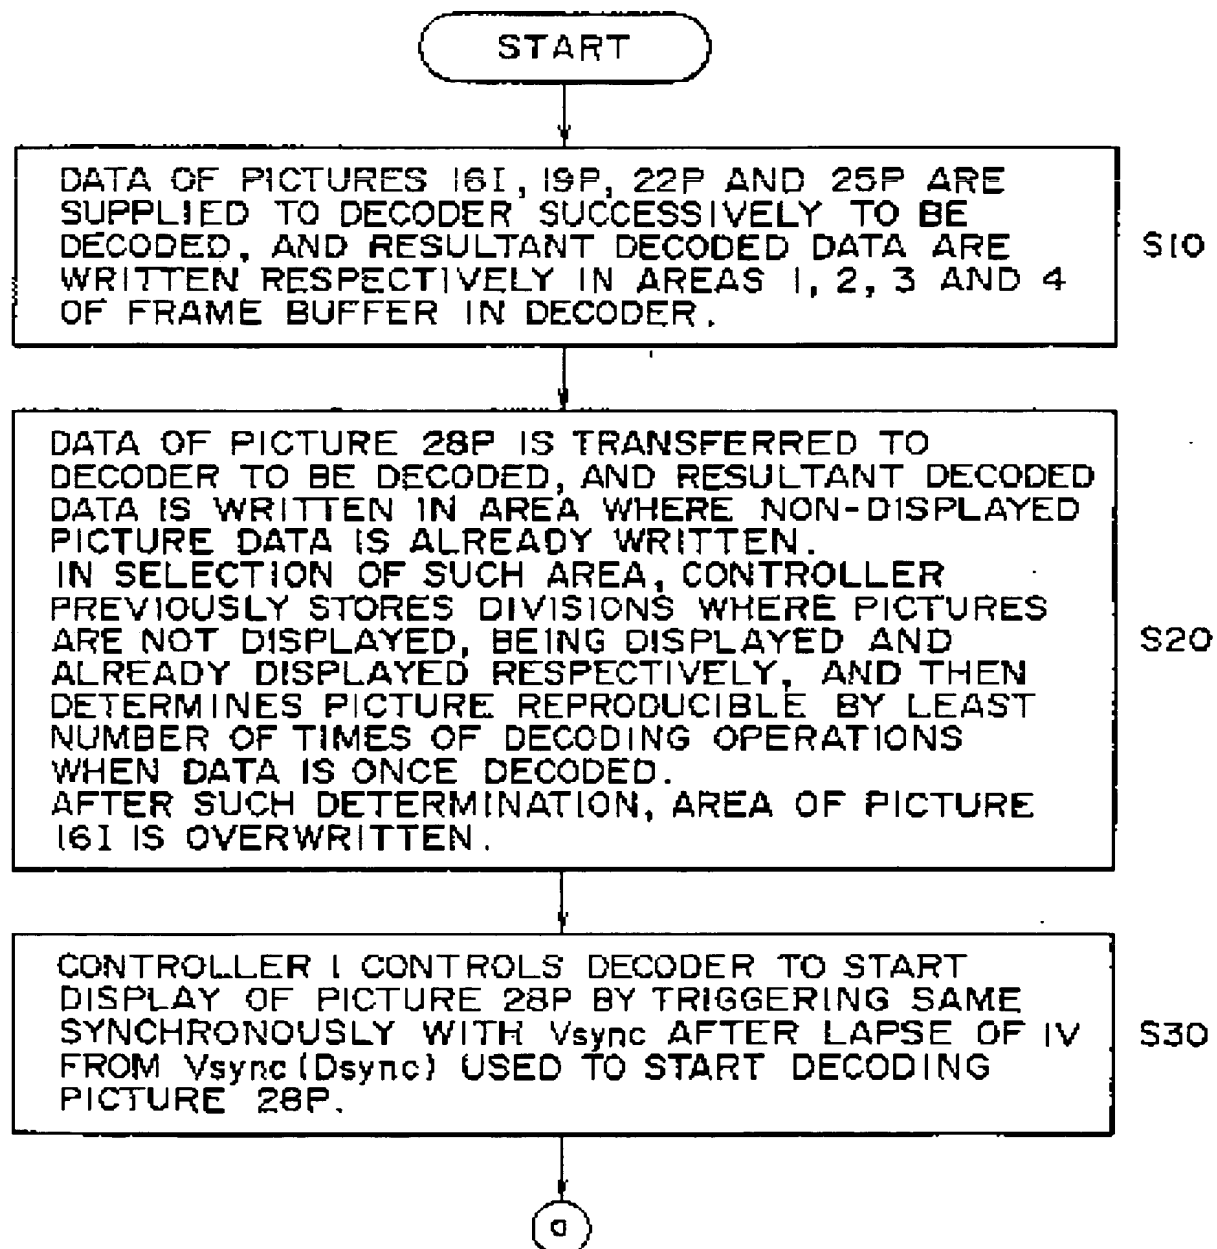 START
DATA OF PICTURES 16I, 19P, 22P AND 25P ARE
SUPPLIED TO DECODER SUCCESSIVELY TO BE
DECODED, AND RESULTANT DECODED DATA ARE
WRITTEN RESPECTIVELY IN AREAS 1, 2, 3 AND 4
OF FRAME BUFFER IN DECODER.
S10
DATA OF PICTURE 28P IS TRANSFERRED TO
DECODER TO BE DECODED, AND RESULTANT DECODED
DATA IS WRITTEN IN AREA WHERE NON-DISPLAYED
PICTURE DATA IS ALREADY WRITTEN.
IN SELECTION OF SUCH AREA, CONTROLLER
PREVIOUSLY STORES DIVISIONS WHERE PICTURES
ARE NOT DISPLAYED, BEING DISPLAYED AND
ALREADY DISPLAYED RESPECTIVELY, AND THEN
DETERMINES PICTURE REPRODUCIBLE BY LEAST
NUMBER OF TIMES OF DECODING OPERATIONS
WHEN DATA IS ONCE DECODED.
AFTER SUCH DETERMINATION, AREA OF PICTURE
16I IS OVERWRITTEN.
S20
CONTROLLER 1 CONTROLS DECODER TO START
DISPLAY OF PICTURE 28P BY TRIGGERING SAME
SYNCHRONOUSLY WITH Vsync AFTER LAPSE OF 1V
FROM Vsync (Dsync) USED TO START DECODING
PICTURE 28P.
S30
a